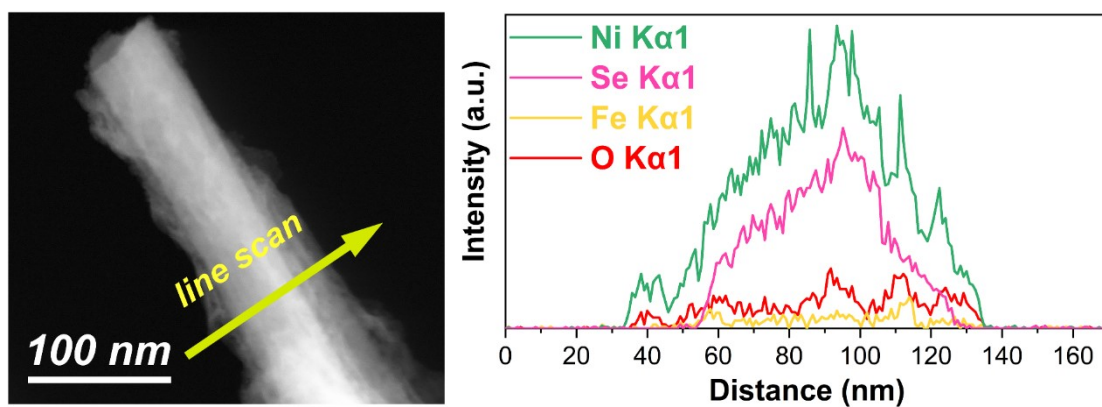 line scan
100 nm
Intensity (a.u.)
Ni Kα1
Se Kα1
Fe Kα1
O Kα1
0 20 40 60 80 100 120 140 160
Distance (nm)